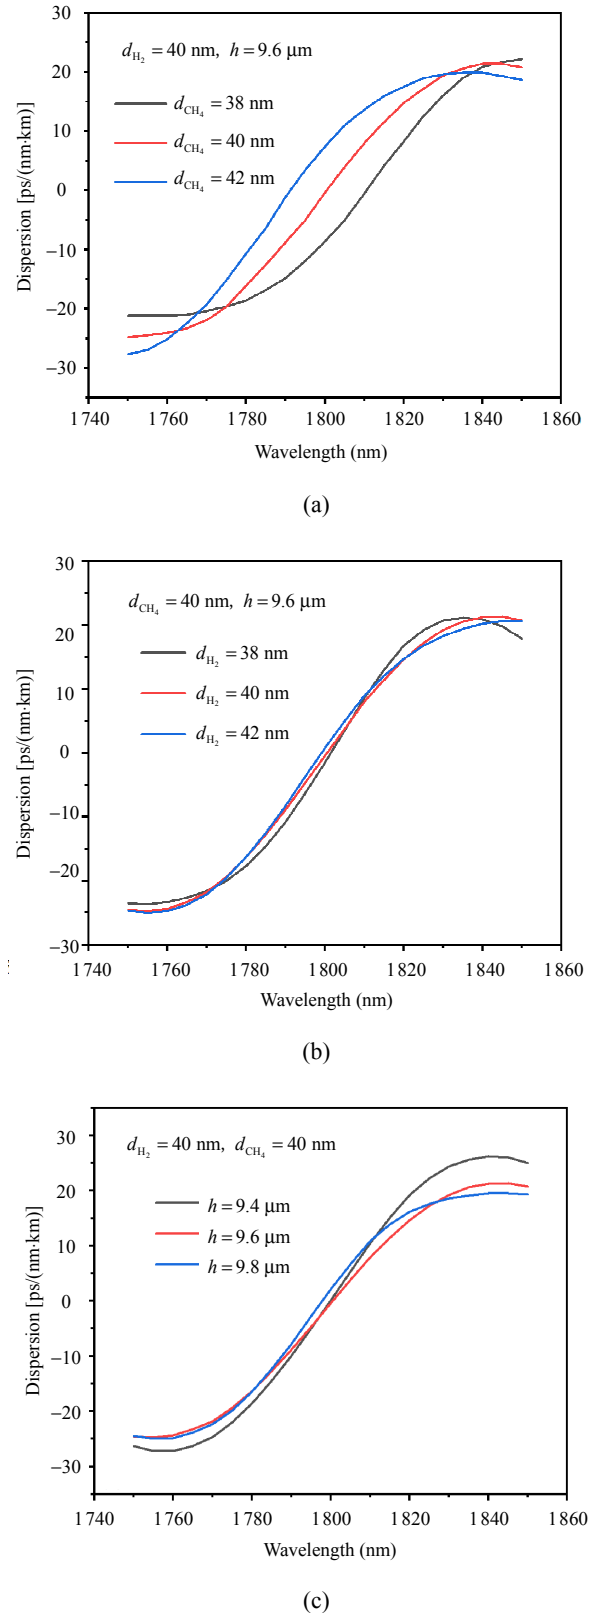 30
20
10
0
−10
−20
−30
Dispersion [ps/(nm·km)]
d_H₂ = 40 nm, h = 9.6 μm
d_CH₄ = 38 nm
d_CH₄ = 40 nm
d_CH₄ = 42 nm
1 740 1 760 1 780 1 800 1 820 1 840 1 860
Wavelength (nm)
(a)
30
20
10
0
−10
−20
−30
Dispersion [ps/(nm·km)]
d_CH₄ = 40 nm, h = 9.6 μm
d_H₂ = 38 nm
d_H₂ = 40 nm
d_H₂ = 42 nm
1 740 1 760 1 780 1 800 1 820 1 840 1 860
Wavelength (nm)
(b)
30
20
10
0
−10
−20
−30
Dispersion [ps/(nm·km)]
d_H₂ = 40 nm, d_CH₄ = 40 nm
h = 9.4 μm
h = 9.6 μm
h = 9.8 μm
1 740 1 760 1 780 1 800 1 820 1 840 1 860
Wavelength (nm)
(c)